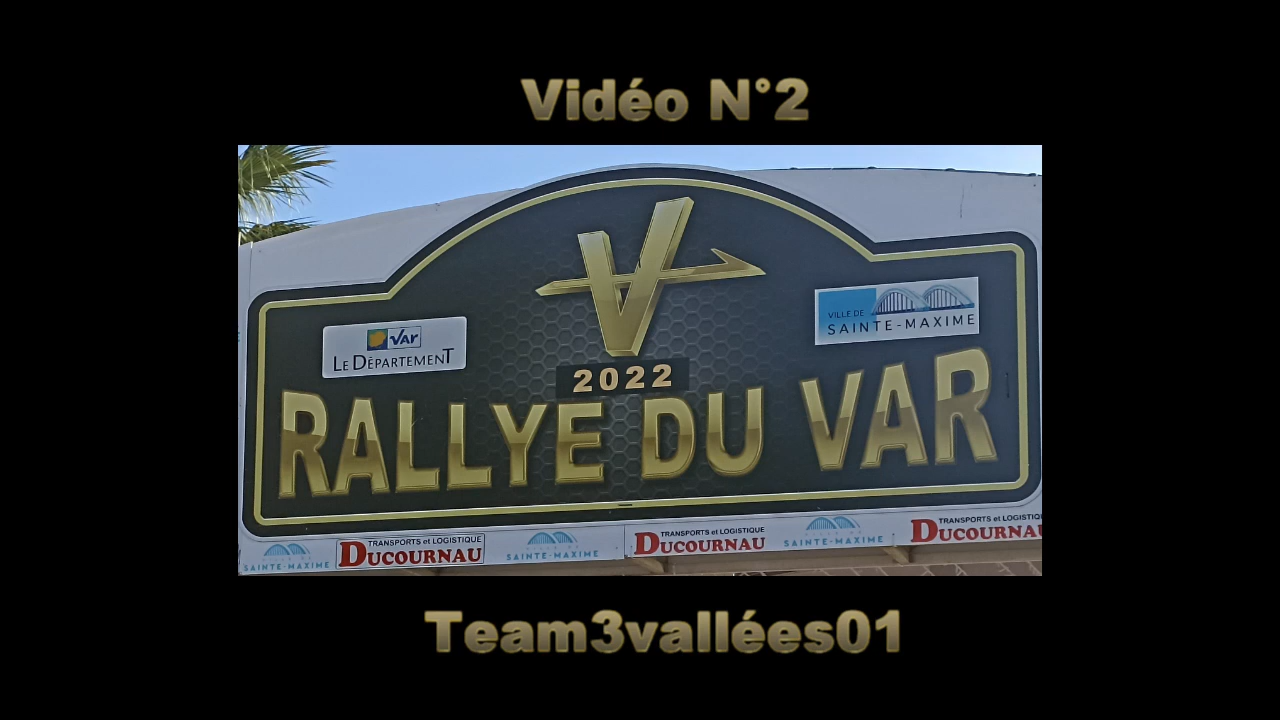 Vidéo N°2
Var
LE DÉPARTEMENT
VILLE DE
SAINTE-MAXIME
2022
RALLYE DU VAR
SAINTE-MAXIME
TRANSPORTS et LOGISTIQUE
DUCOURNAU
SAINTE-MAXIME
TRANSPORTS et LOGISTIQUE
DUCOURNAU
SAINTE-MAXIME
TRANSPORTS et LOGISTIQU
DUCOURNAU
Team3vallées01